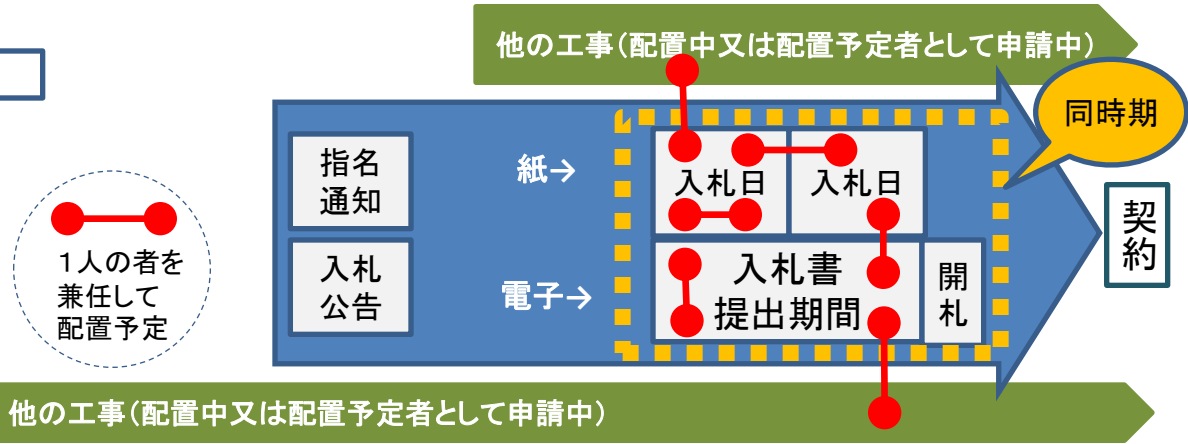 他の工事(配置中又は配置予定者として申請中)
同時期
指名
通知
紙→
入札日
入札日
契約
1人の者を
兼任して
配置予定
入札
公告
電子→
入札書
提出期間
開札
他の工事(配置中又は配置予定者として申請中)